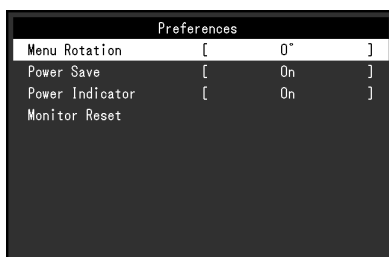 Preferences
Menu Rotation [ 0° ]
Power Save [ On ]
Power Indicator [ On ]
Monitor Reset